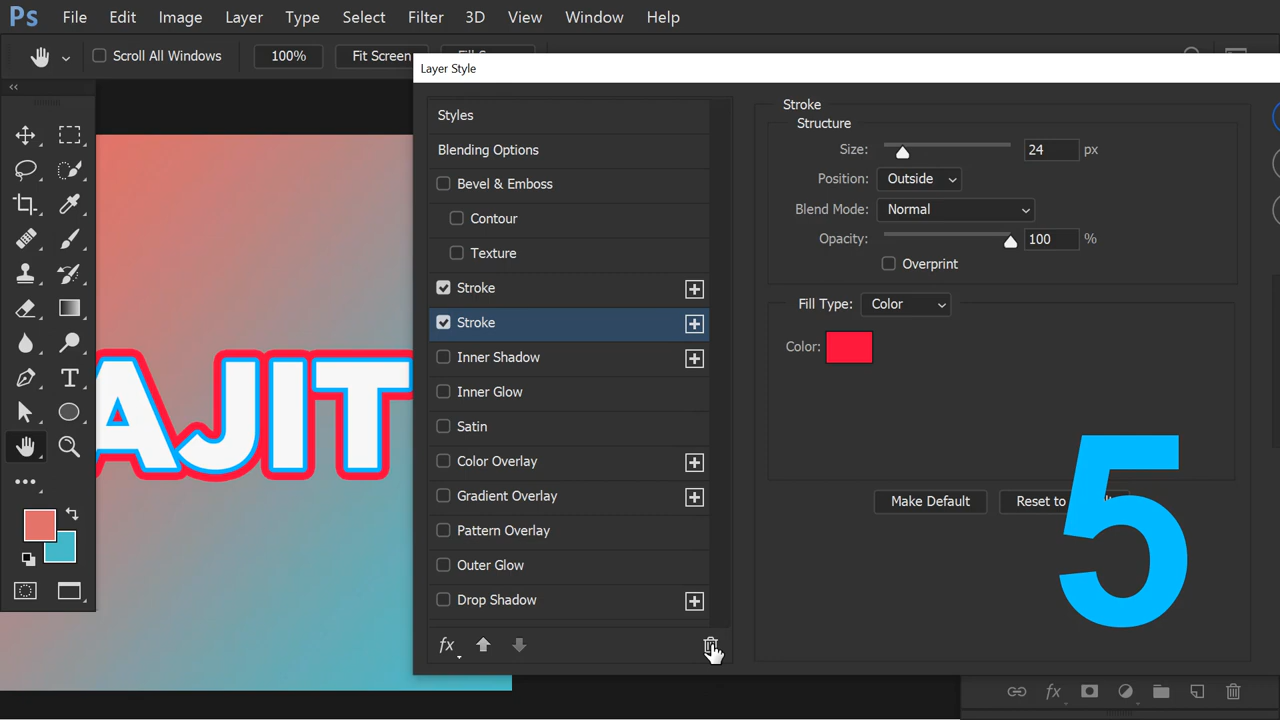 Ps File Edit Image Layer Type Select Filter 3D View Window Help
Scroll All Windows 100% Fit Screen
Layer Style
Styles
Blending Options
Bevel & Emboss
Contour
Texture
Stroke
Stroke
Inner Shadow
Inner Glow
Satin
Color Overlay
Gradient Overlay
Pattern Overlay
Outer Glow
Drop Shadow
fx
Stroke
Structure
Size: 24 px
Position: Outside
Blend Mode: Normal
Opacity: 100 %
Overprint
Fill Type: Color
Color:
Make Default Reset to
5
AJIT
T
fx